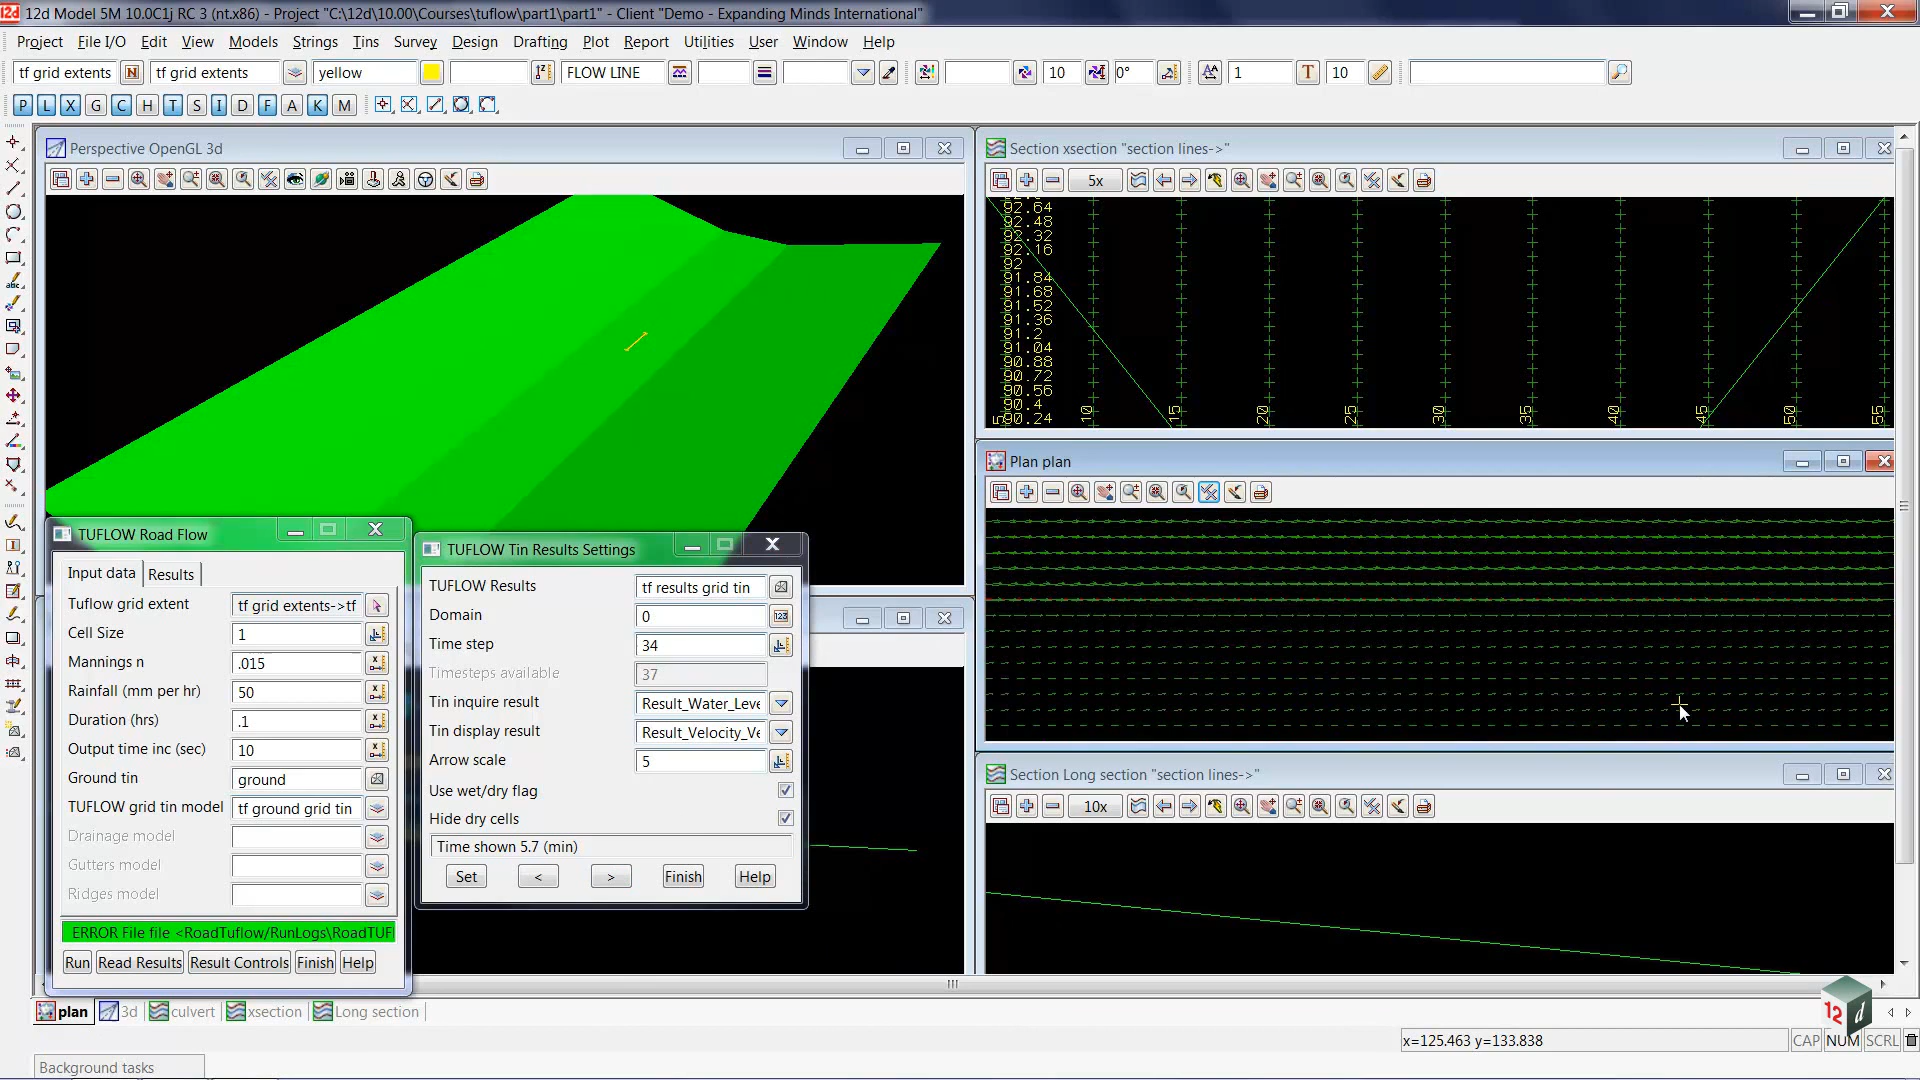 12d Model 5M 10.0C1j RC 3 (nt.x86) - Project "C:\12d\10.00\Courses\tuflow\part1\part1" - Client "Demo - Expanding Minds International"
Project File I/O Edit View Models Strings Tins Survey Design Drafting Plot Report Utilities User Window Help
tf grid extents N tf grid extents yellow FLOW LINE 10 0° 1 T 10
P L X G C H T S I D F A K M
Perspective OpenGL 3d
Section xsection "section lines->"
5x
92.64
92.48
92.32
92.16
92
91.84
91.68
91.52
91.36
91.2
91.04
90.88
90.72
90.56
90.4
90.24
5 10 15 20 25 30 35 40 45 50 55
Plan plan
Section Long section "section lines->"
10x
TUFLOW Road Flow
Input data Results
Tuflow grid extent tf grid extents->tf
Cell Size 1
Mannings n .015
Rainfall (mm per hr) 50
Duration (hrs) .1
Output time inc (sec) 10
Ground tin ground
TUFLOW grid tin model tf ground grid tin
Drainage model
Gutters model
Ridges model
ERROR File file <RoadTuflow/RunLogs\RoadTUF
Run Read Results Result Controls Finish Help
TUFLOW Tin Results Settings
TUFLOW Results tf results grid tin
Domain 0 123
Time step 34
Timesteps available 37
Tin inquire result Result_Water_Leve
Tin display result Result_Velocity_Ve
Arrow scale 5
Use wet/dry flag
Hide dry cells
Time shown 5.7 (min)
Set < > Finish Help
plan 3d culvert xsection Long section
12 d
x=125.463 y=133.838 CAP NUM SCRL
Background tasks